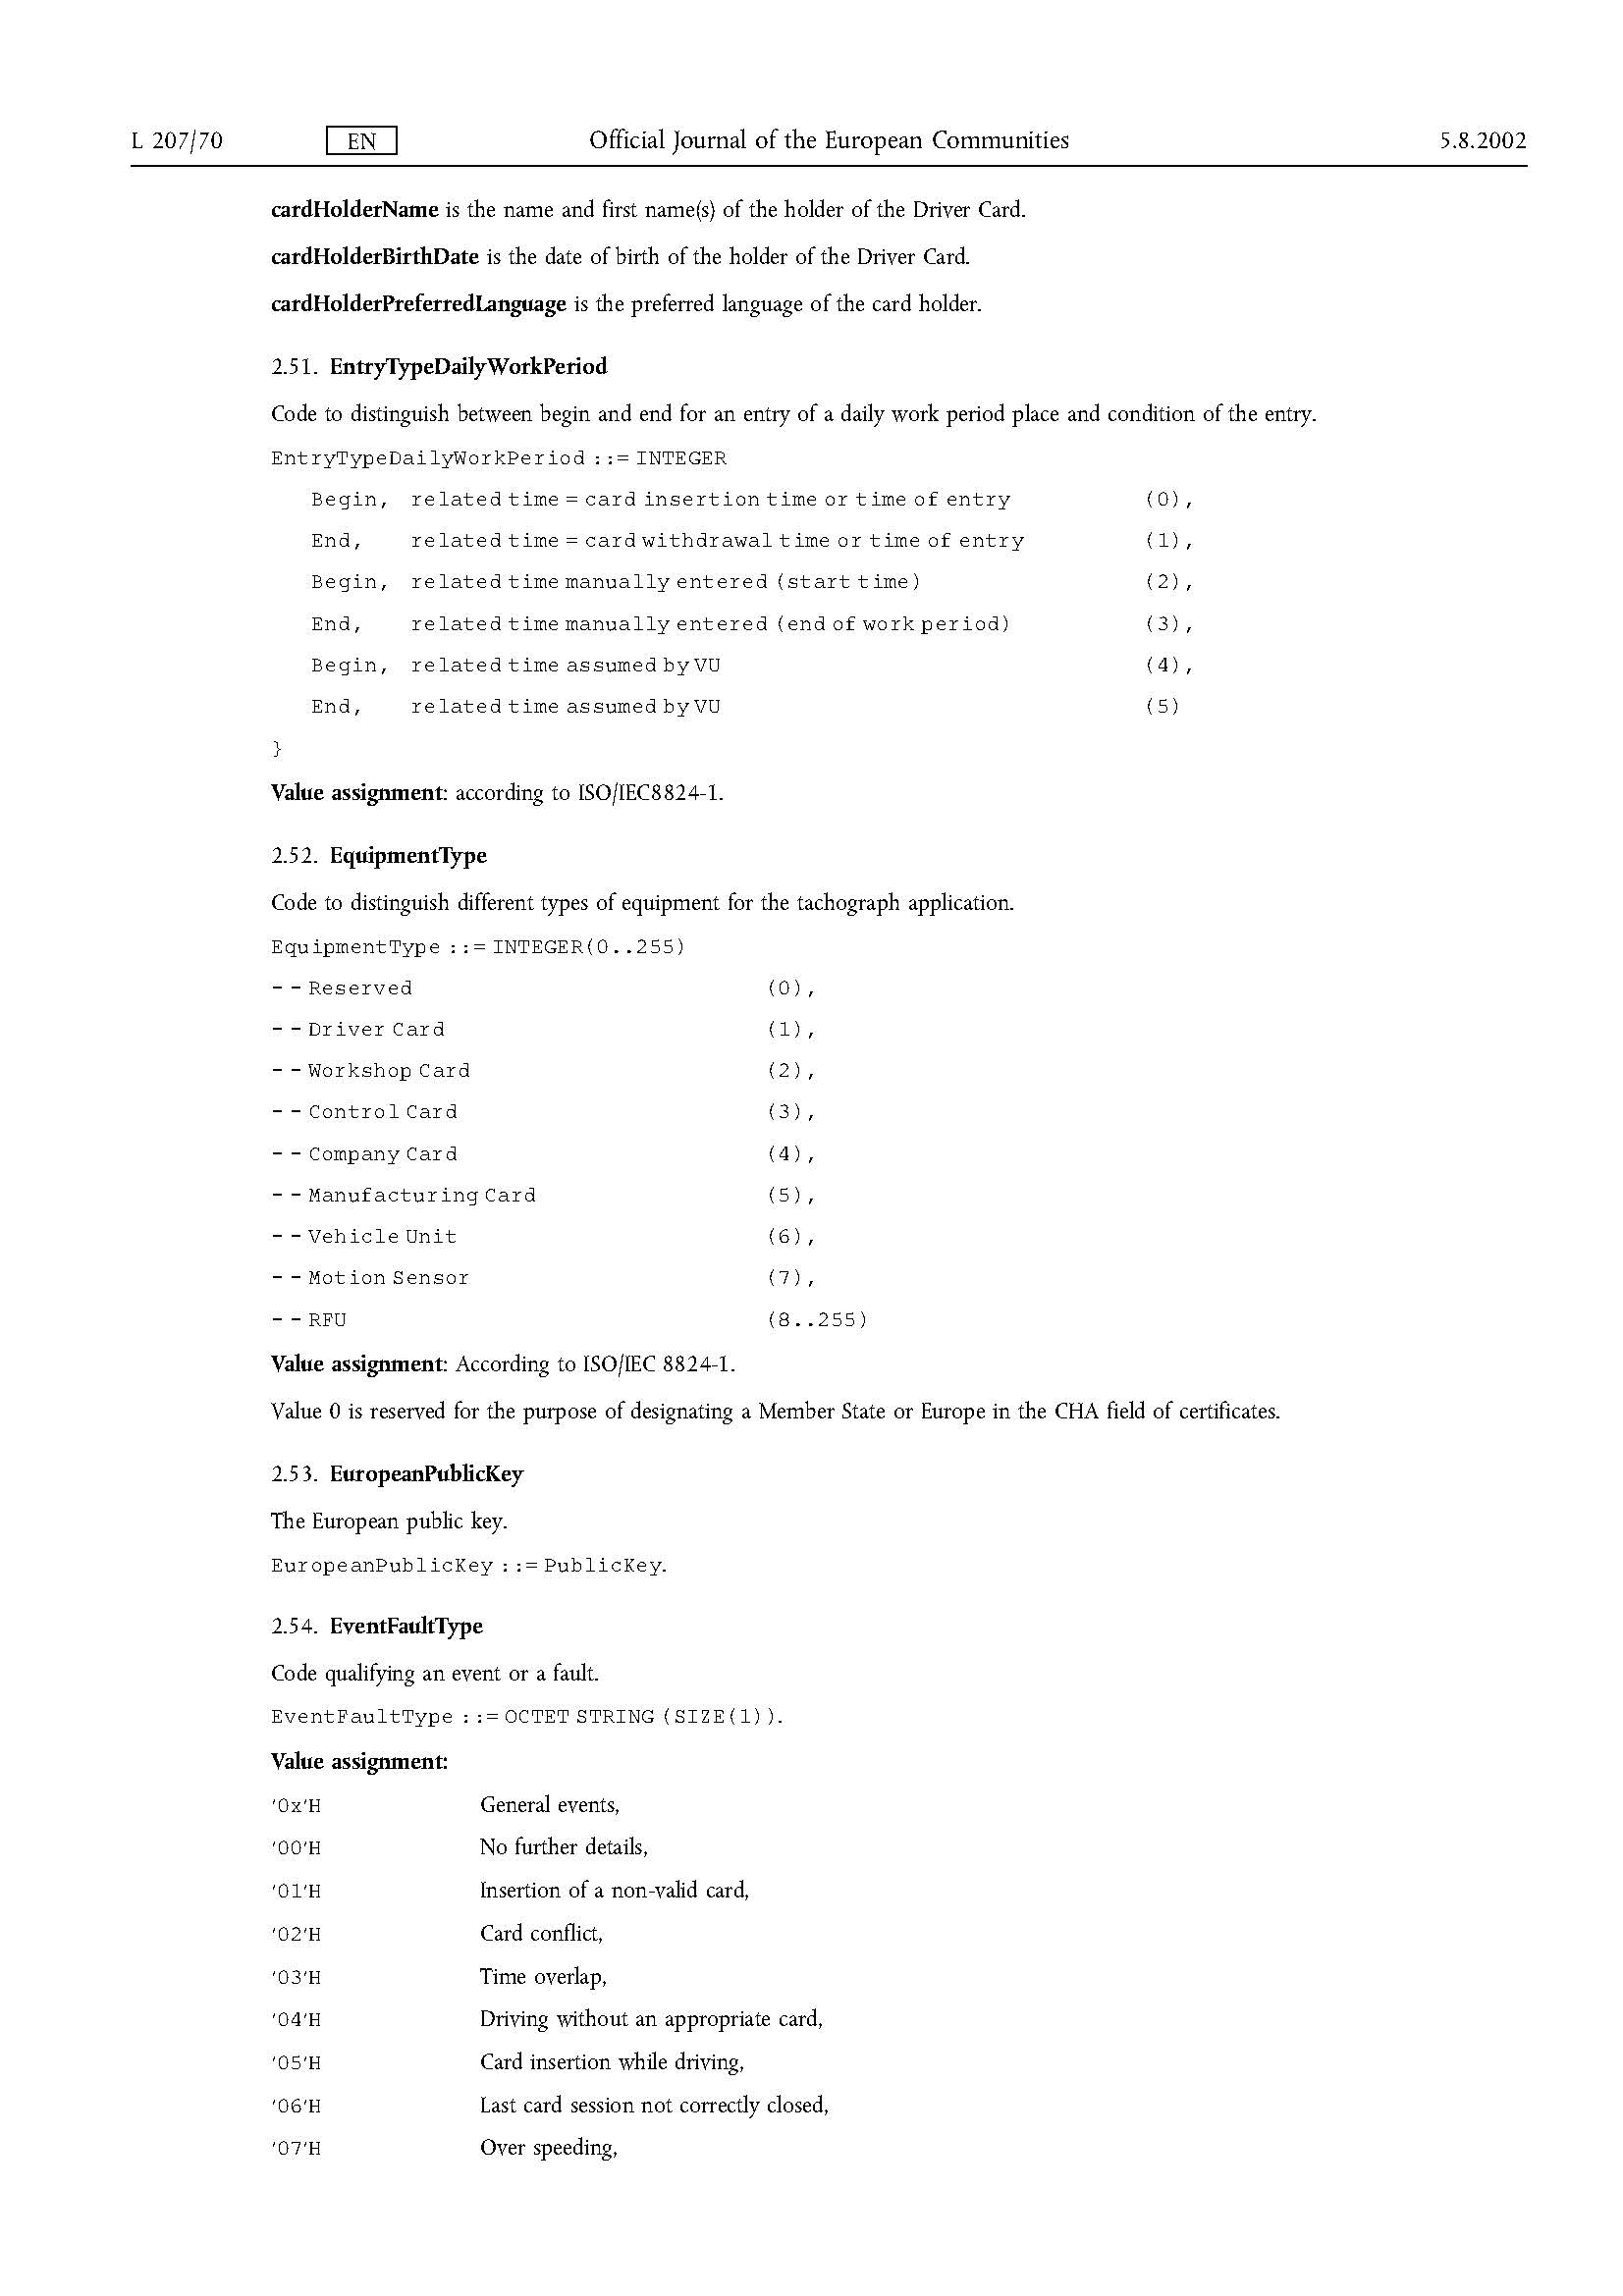 L 207/70 EN Official Journal of the European Communities 5.8.2002
cardHolderName is the name and first name(s) of the holder of the Driver Card.
cardHolderBirthDate is the date of birth of the holder of the Driver Card.
cardHolderPreferredLanguage is the preferred language of the card holder.
2.51. EntryTypeDailyWorkPeriod
Code to distinguish between begin and end for an entry of a daily work period place and condition of the entry.
EntryTypeDailyWorkPeriod ::= INTEGER
Begin, related time = card insertion time or time of entry (0),
End, related time = card withdrawal time or time of entry (1),
Begin, related time manually entered (start time) (2),
End, related time manually entered (end of work period) (3),
Begin, related time assumed by VU (4),
End, related time assumed by VU (5)
}
Value assignment: according to ISO/IEC8824-1.
2.52. EquipmentType
Code to distinguish different types of equipment for the tachograph application.
EquipmentType ::= INTEGER(0..255)
- - Reserved (0),
- - Driver Card (1),
- - Workshop Card (2),
- - Control Card (3),
- - Company Card (4),
- - Manufacturing Card (5),
- - Vehicle Unit (6),
- - Motion Sensor (7),
- - RFU (8..255)
Value assignment: According to ISO/IEC 8824-1.
Value 0 is reserved for the purpose of designating a Member State or Europe in the CHA field of certificates.
2.53. EuropeanPublicKey
The European public key.
EuropeanPublicKey ::= PublicKey.
2.54. EventFaultType
Code qualifying an event or a fault.
EventFaultType ::= OCTET STRING (SIZE(1)).
Value assignment:
'0x'H General events,
'00'H No further details,
'01'H Insertion of a non-valid card,
'02'H Card conflict,
'03'H Time overlap,
'04'H Driving without an appropriate card,
'05'H Card insertion while driving,
'06'H Last card session not correctly closed,
'07'H Over speeding,